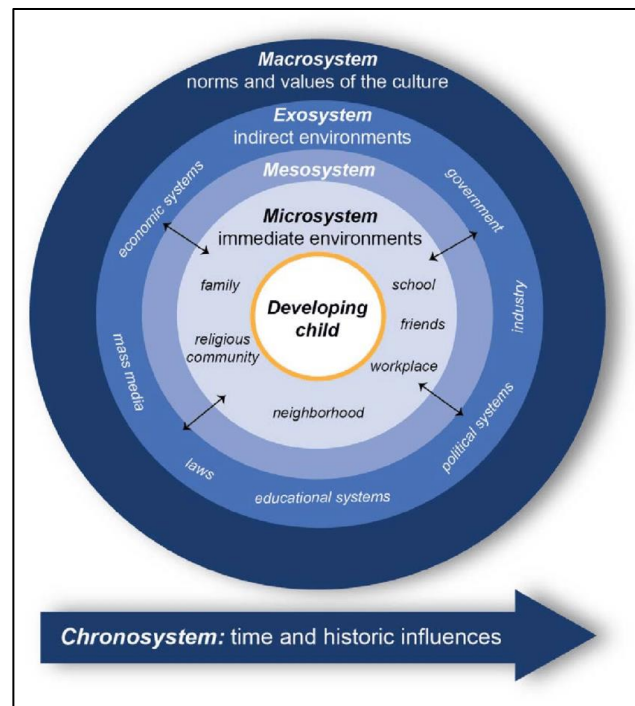 Macrosystem
norms and values of the culture
Exosystem
indirect environments
Mesosystem
Microsystem
immediate environments
economic systems
government
family
school
Developing
child
friends
industry
religious
community
mass media
workplace
neighborhood
political systems
laws
educational systems
Chronosystem: time and historic influences